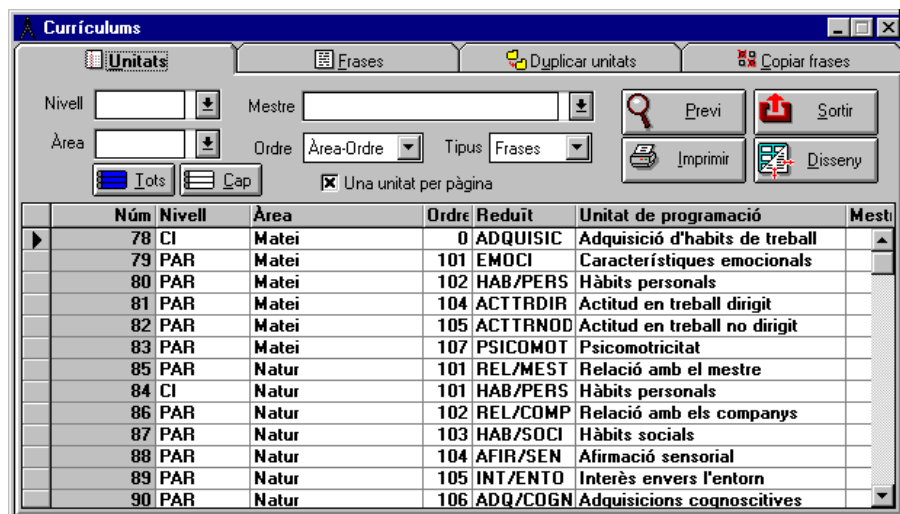 Currículums
Unitats Frases Duplicar unitats Copiar frases
Nivell Mestre Previ Sortir
Àrea Ordre Àrea-Ordre Tipus Frases Imprimir Disseny
Tots Cap Una unitat per pàgina
Núm Nivell Àrea Ordre Reduït Unitat de programació Mestr
78 CI Matei 0 ADQUISIC Adquisició d'habits de treball
79 PAR Matei 101 EMOCI Característiques emocionals
80 PAR Matei 102 HAB/PERS Hàbits personals
81 PAR Matei 104 ACTTRDIR Actitud en treball dirigit
82 PAR Matei 105 ACTTRNOD Actitud en treball no dirigit
83 PAR Matei 107 PSICOMOT Psicomotricitat
85 PAR Natur 101 REL/MEST Relació amb el mestre
84 CI Natur 101 HAB/PERS Hàbits personals
86 PAR Natur 102 REL/COMP Relació amb els companys
87 PAR Natur 103 HAB/SOCI Hàbits socials
88 PAR Natur 104 AFIR/SEN Afirmació sensorial
89 PAR Natur 105 INT/ENTO Interès envers l'entorn
90 PAR Natur 106 ADQ/COGN Adquisicions cognoscitives